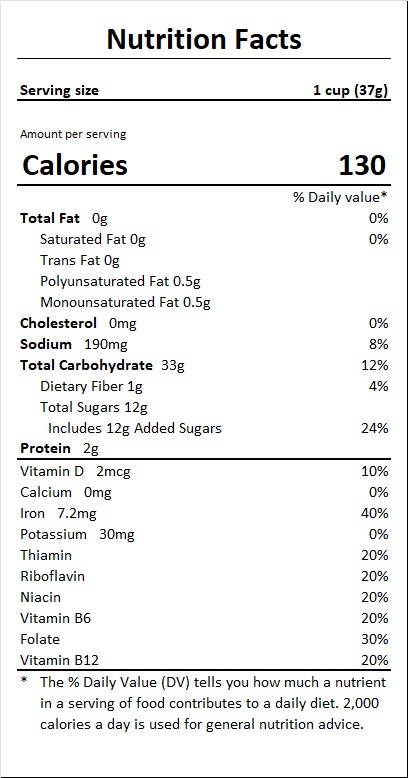 Nutrition Facts
Serving size 1 cup (37g)
Amount per serving
Calories 130
% Daily value*
Total Fat 0g 0%
Saturated Fat 0g 0%
Trans Fat 0g
Polyunsaturated Fat 0.5g
Monounsaturated Fat 0.5g
Cholesterol 0mg 0%
Sodium 190mg 8%
Total Carbohydrate 33g 12%
Dietary Fiber 1g 4%
Total Sugars 12g
Includes 12g Added Sugars 24%
Protein 2g
Vitamin D 2mcg 10%
Calcium 0mg 0%
Iron 7.2mg 40%
Potassium 30mg 0%
Thiamin 20%
Riboflavin 20%
Niacin 20%
Vitamin B6 20%
Folate 30%
Vitamin B12 20%
* The % Daily Value (DV) tells you how much a nutrient
in a serving of food contributes to a daily diet. 2,000
calories a day is used for general nutrition advice.